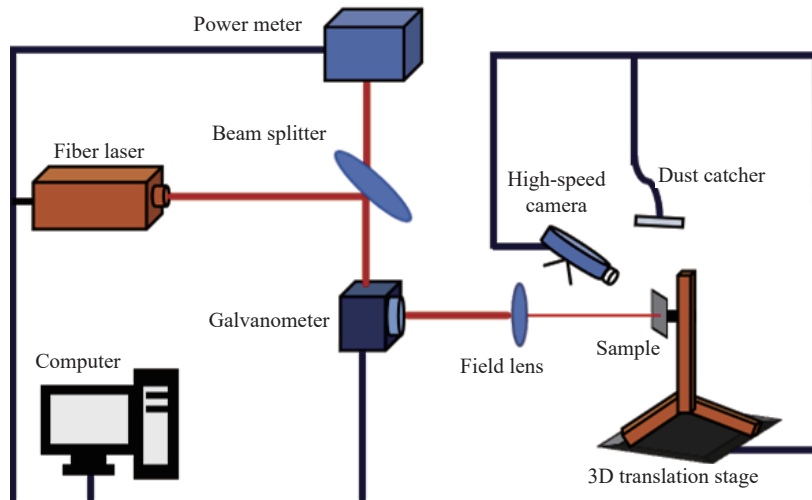 Power meter
Beam splitter
Fiber laser
High-speed
camera
Dust catcher
Galvanometer
Computer
Field lens
Sample
3D translation stage